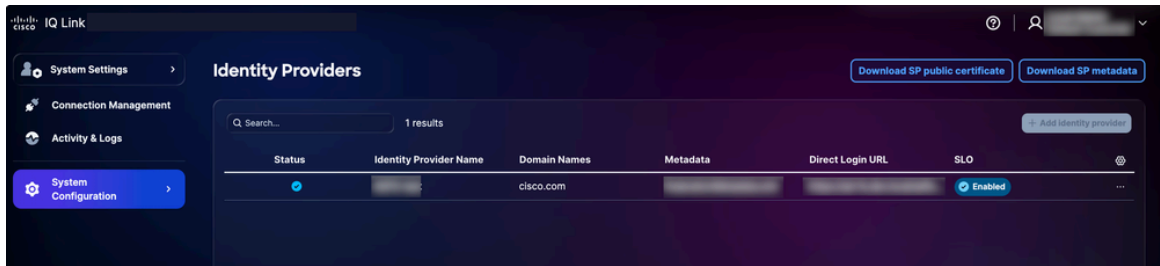 cisco IQ Link
System Settings
Connection Management
Activity & Logs
System
Configuration
Identity Providers
Download SP public certificate
Download SP metadata
Search...
1 results
+ Add identity provider
Status Identity Provider Name Domain Names Metadata Direct Login URL SLO
cisco.com Enabled